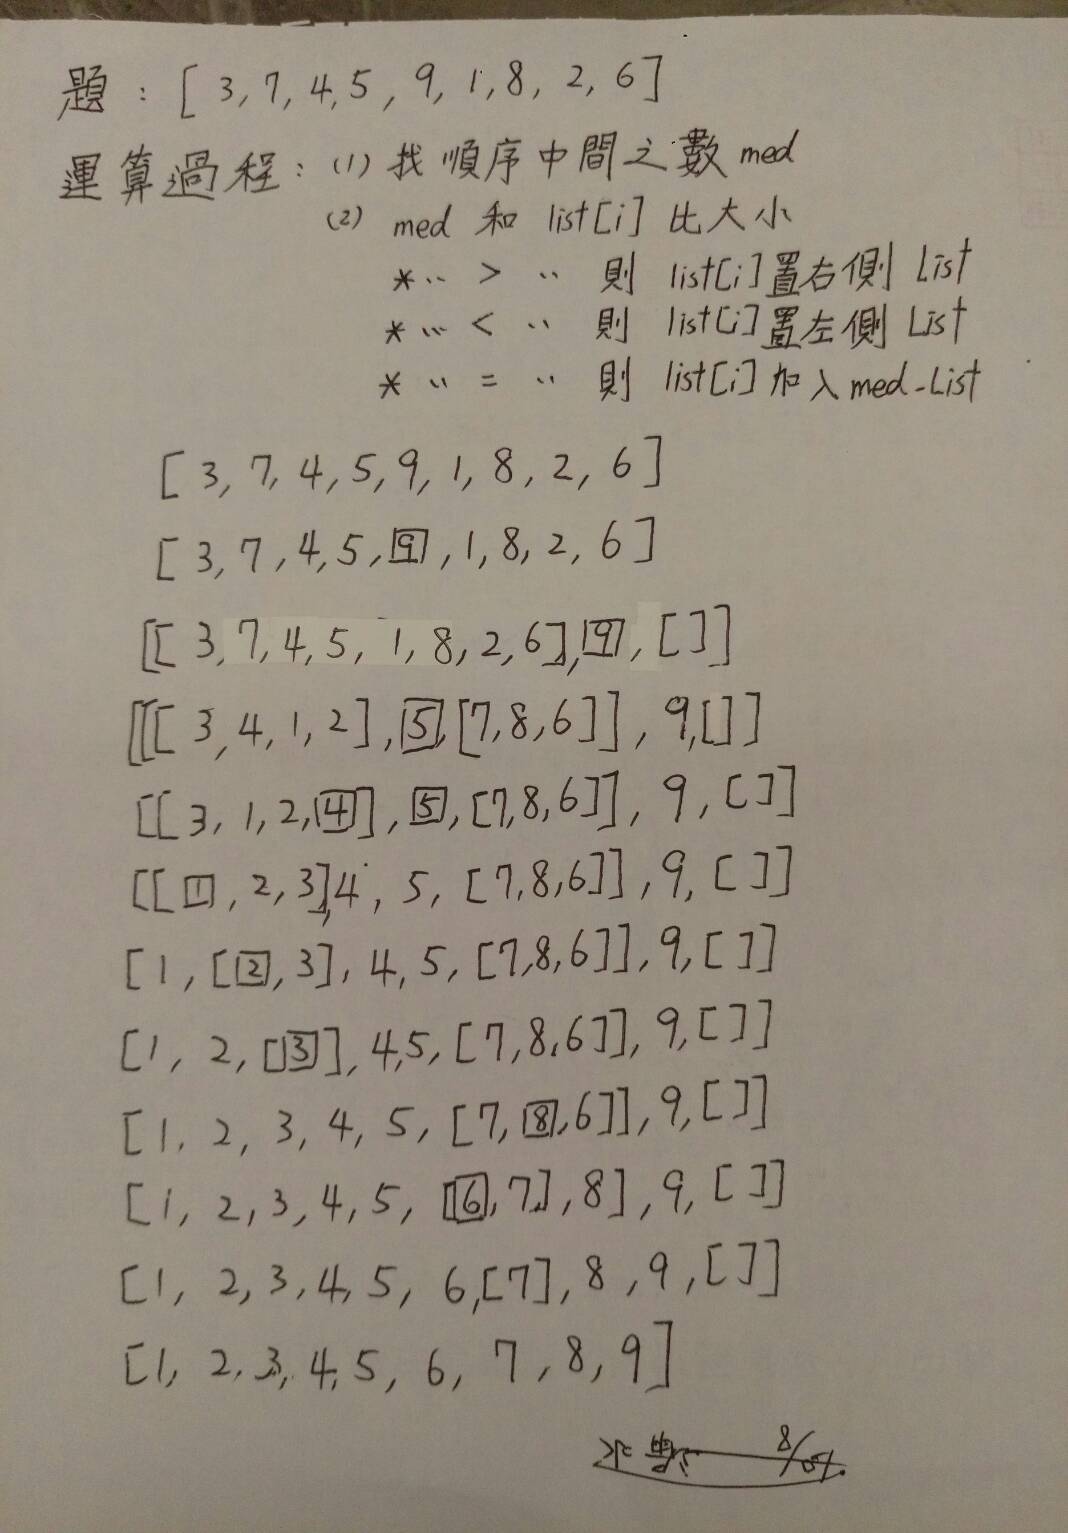 題 : [ 3, 7, 4, 5 , 9, 1, 8, 2, 6 ]
運算過程 : (1) 找順序中間之數 med
(2) med 和 list[i] 比大小
* ‥ > ‥ 則 list[i] 置右側 List
* ‥ < ‥ 則 list[i] 置左側 List
* ‥ = ‥ 則 list[i] 加入 med-List
[ 3, 7, 4, 5, 9, 1, 8, 2, 6 ]
[ 3, 7, 4, 5, 9, 1, 8, 2, 6 ]
[[ 3, 7, 4, 5, 1, 8, 2, 6], 9, [ ]]
[[[ 3, 4, 1, 2 ], 5, [7, 8, 6]], 9, [ ]]
[[ 3, 1, 2, 4], 5, [7, 8, 6]], 9, [ ]]
[[ 1, 2, 3], 4, 5, [7, 8, 6]], 9, [ ]]
[1, [2, 3], 4, 5, [7, 8, 6]], 9, [ ]]
[1, 2, [3], 4, 5, [7, 8, 6]], 9, [ ]]
[1, 2, 3, 4, 5, [7, 8, 6]], 9, [ ]]
[1, 2, 3, 4, 5, [6, 7], 8], 9, [ ]]
[1, 2, 3, 4, 5, 6, [7], 8, 9, [ ]]
[1, 2, 3, 4, 5, 6, 7, 8, 9]